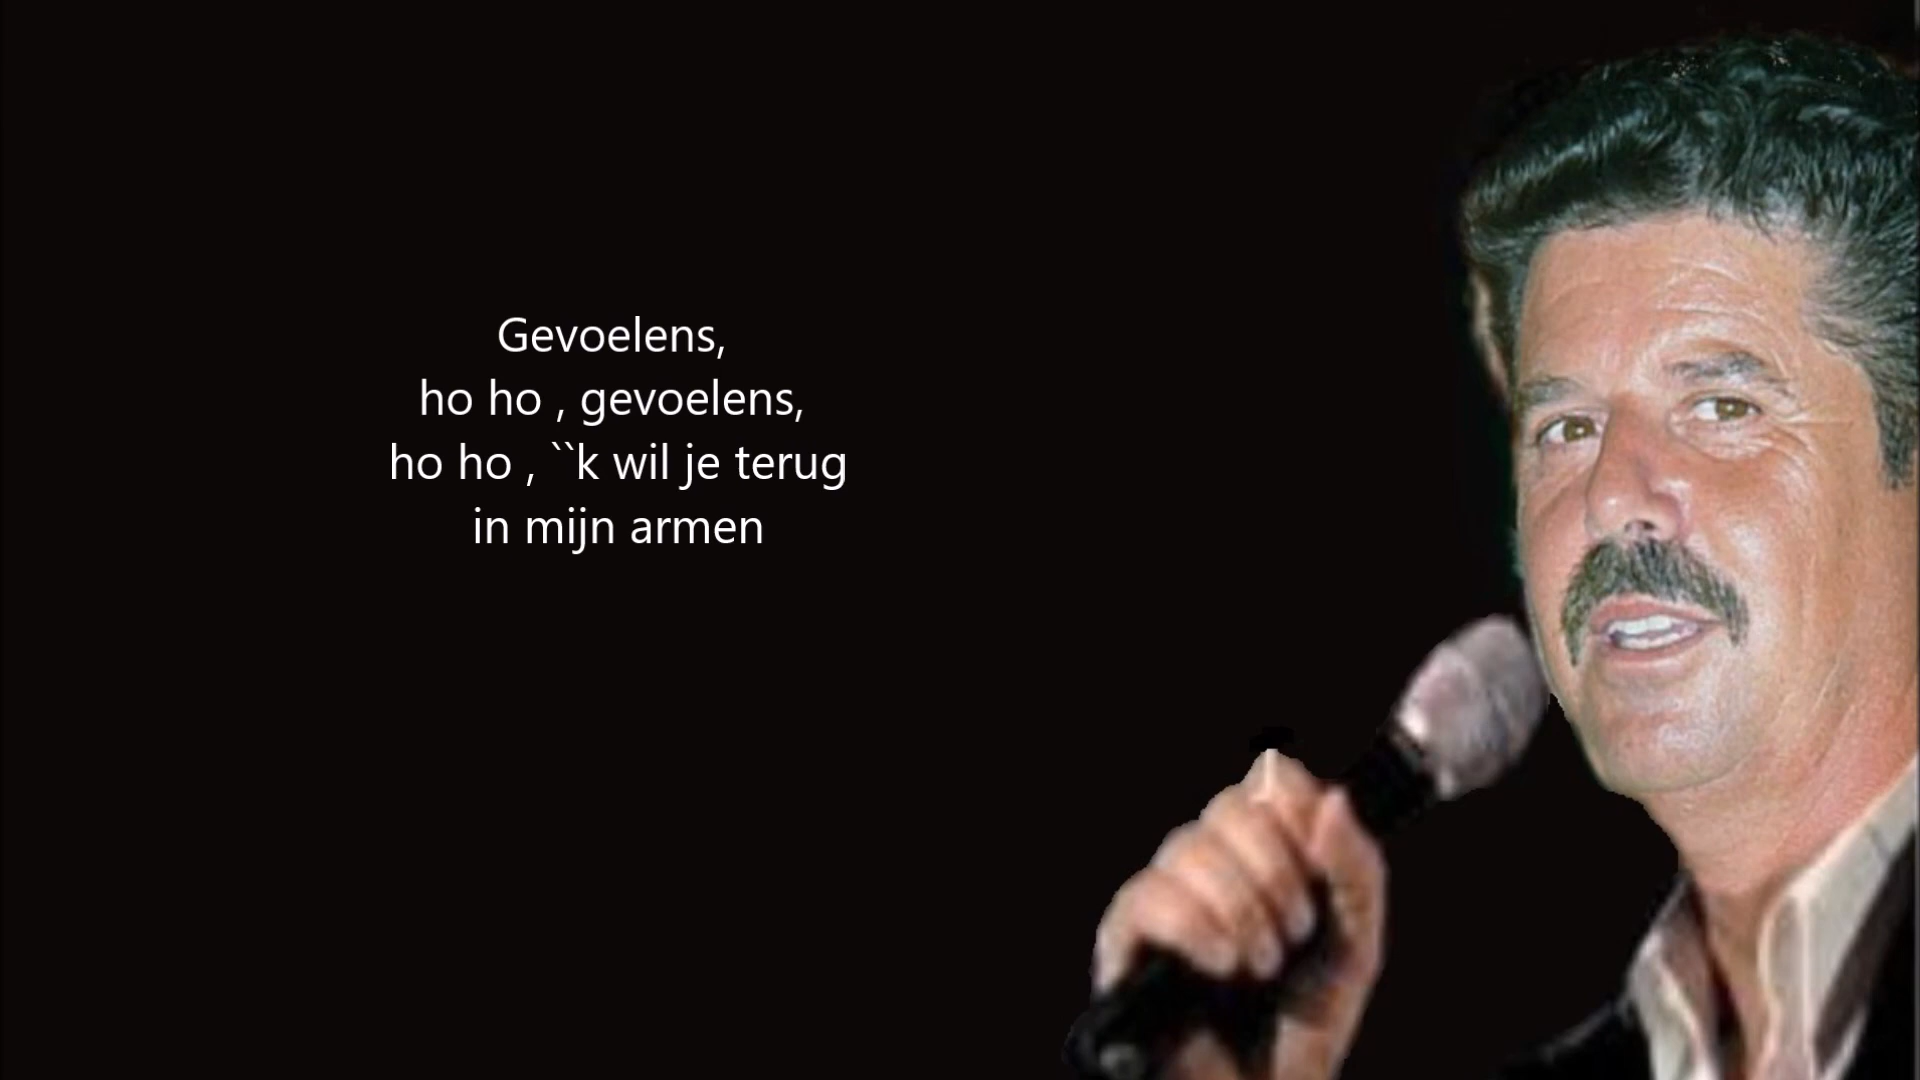 Gevoelens,
ho ho , gevoelens,
ho ho , ``k wil je terug
in mijn armen